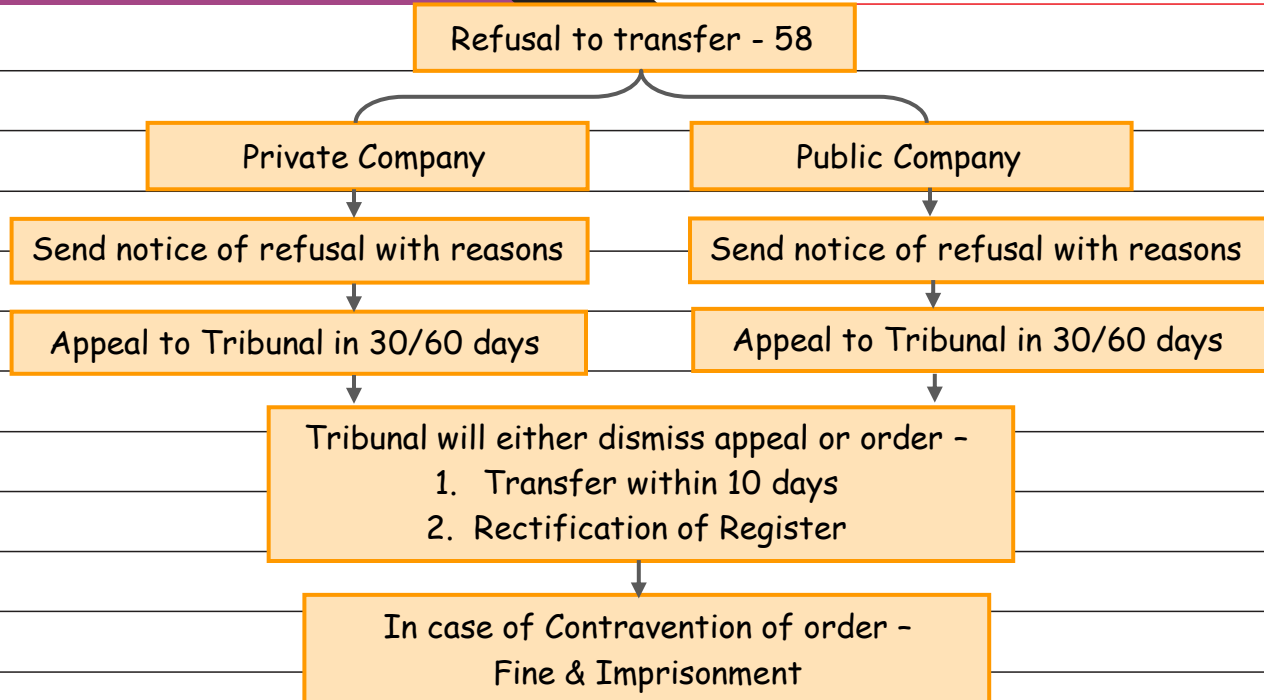 Refusal to transfer - 58
Private Company
Public Company
Send notice of refusal with reasons
Send notice of refusal with reasons
Appeal to Tribunal in 30/60 days
Appeal to Tribunal in 30/60 days
Tribunal will either dismiss appeal or order –
1. Transfer within 10 days
2. Rectification of Register
In case of Contravention of order –
Fine & Imprisonment